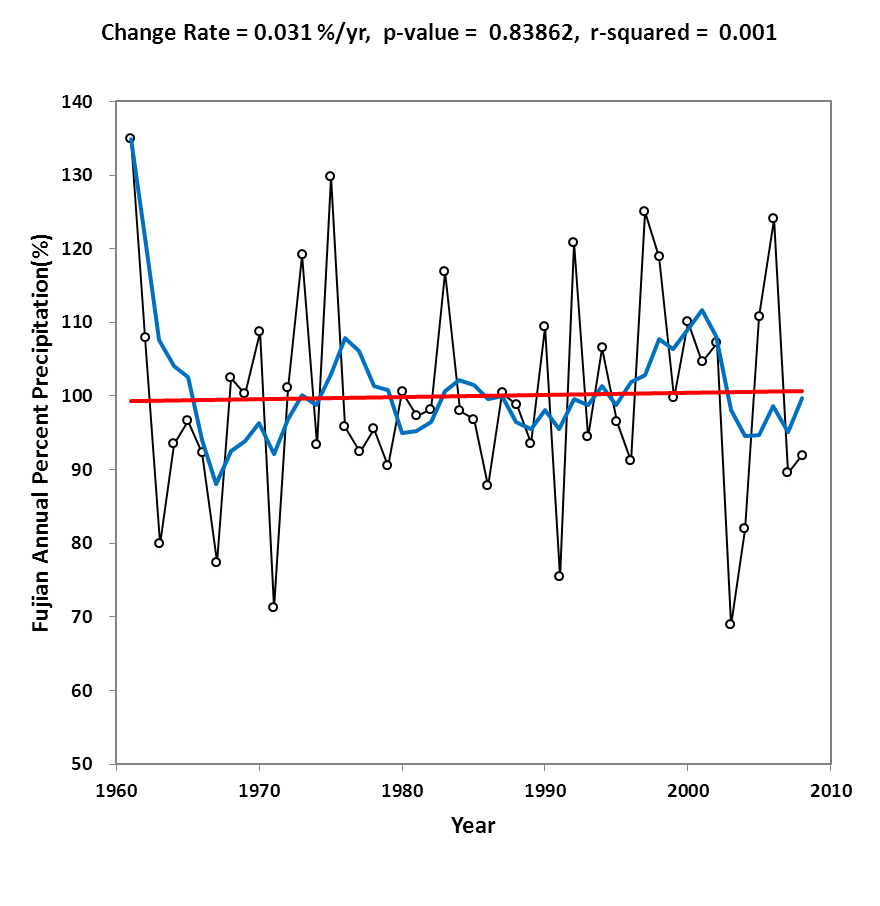 Change Rate = 0.031 %/yr, p-value = 0.83862, r-squared = 0.001
140
130
120
110
100
90
80
70
60
50
Fujian Annual Percent Precipitation(%)
1960 1970 1980 1990 2000 2010
Year